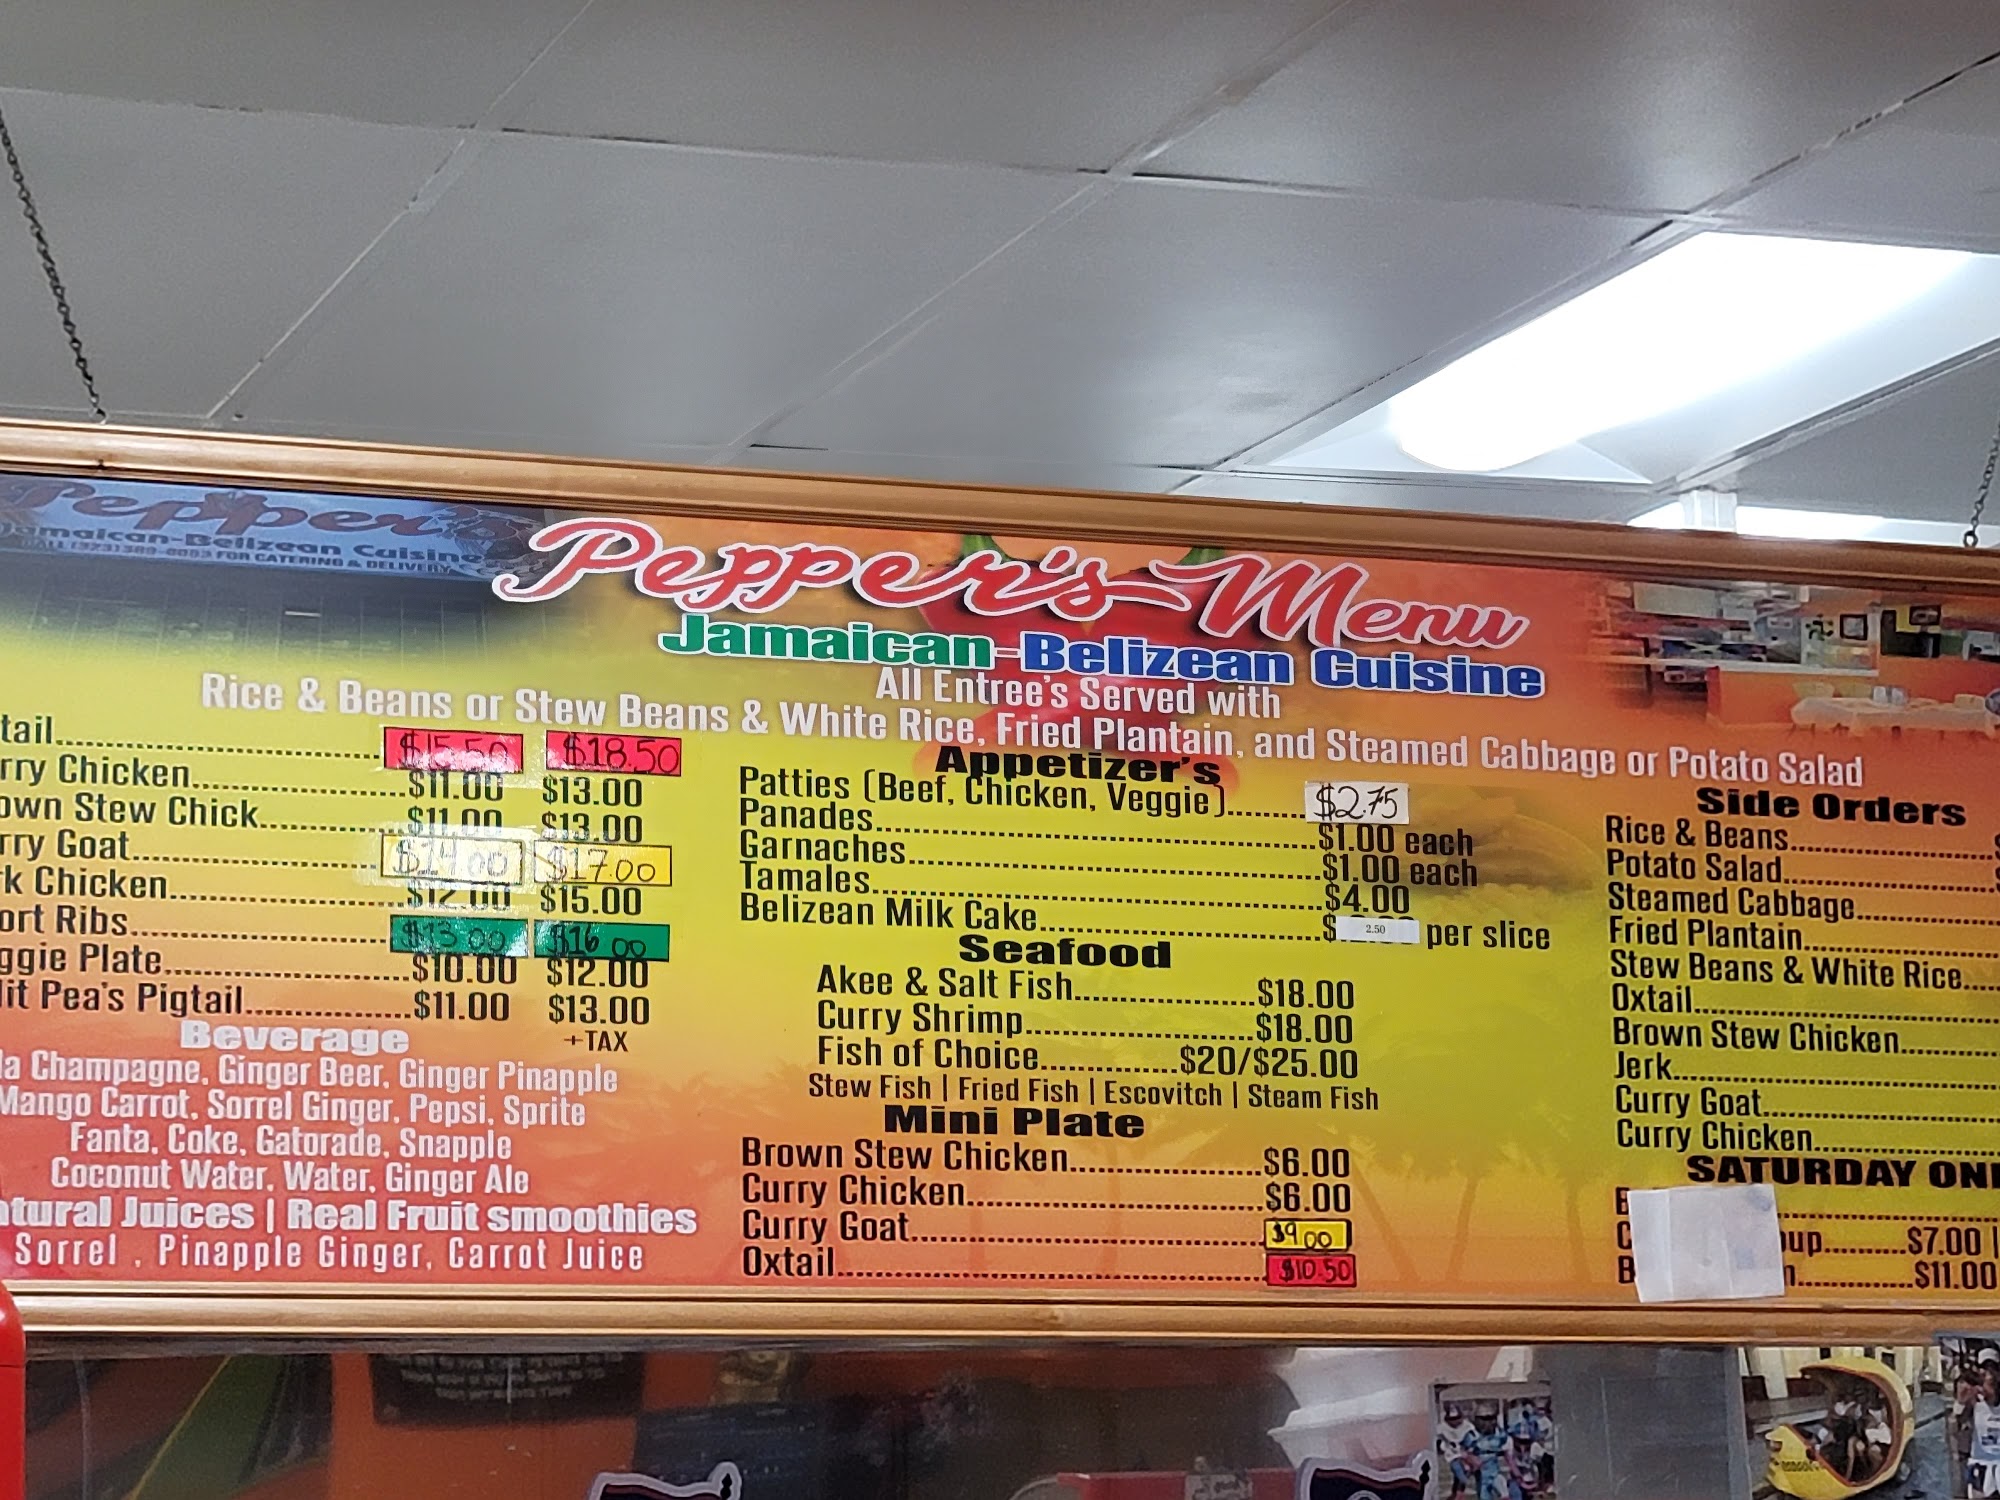 Pepper's
Jamaican-Belizean Cuisine
FOR CATERING & DELIVERY
Pepper's Menu
Jamaican-Belizean Cuisine
All Entree's Served with
Rice & Beans or Stew Beans & White Rice, Fried Plantain, and Steamed Cabbage or Potato Salad
tail $15.50 $18.50
rry Chicken $11.00 $13.00
own Stew Chick $11.00 $13.00
rry Goat $14.00 $17.00
k Chicken $12.00 $15.00
ort Ribs $13.00 $16.00
ggie Plate $10.00 $12.00
lit Pea's Pigtail $11.00 $13.00
+TAX
Beverage
la Champagne, Ginger Beer, Ginger Pinapple
Mango Carrot, Sorrel Ginger, Pepsi, Sprite
Fanta, Coke, Gatorade, Snapple
Coconut Water, Water, Ginger Ale
atural Juices | Real Fruit smoothies
Sorrel , Pinapple Ginger, Carrot Juice
Appetizer's
Patties (Beef, Chicken, Veggie) $2.75
Panades $1.00 each
Garnaches $1.00 each
Tamales $4.00
Belizean Milk Cake $ 2.50 per slice
Seafood
Akee & Salt Fish $18.00
Curry Shrimp $18.00
Fish of Choice $20/$25.00
Stew Fish | Fried Fish | Escovitch | Steam Fish
Mini Plate
Brown Stew Chicken $6.00
Curry Chicken $6.00
Curry Goat $9.00
Oxtail $10.50
Side Orders
Rice & Beans
Potato Salad
Steamed Cabbage
Fried Plantain
Stew Beans & White Rice
Oxtail
Brown Stew Chicken
Jerk
Curry Goat
Curry Chicken
SATURDAY ONL
C up $7.00 |
B n $11.00